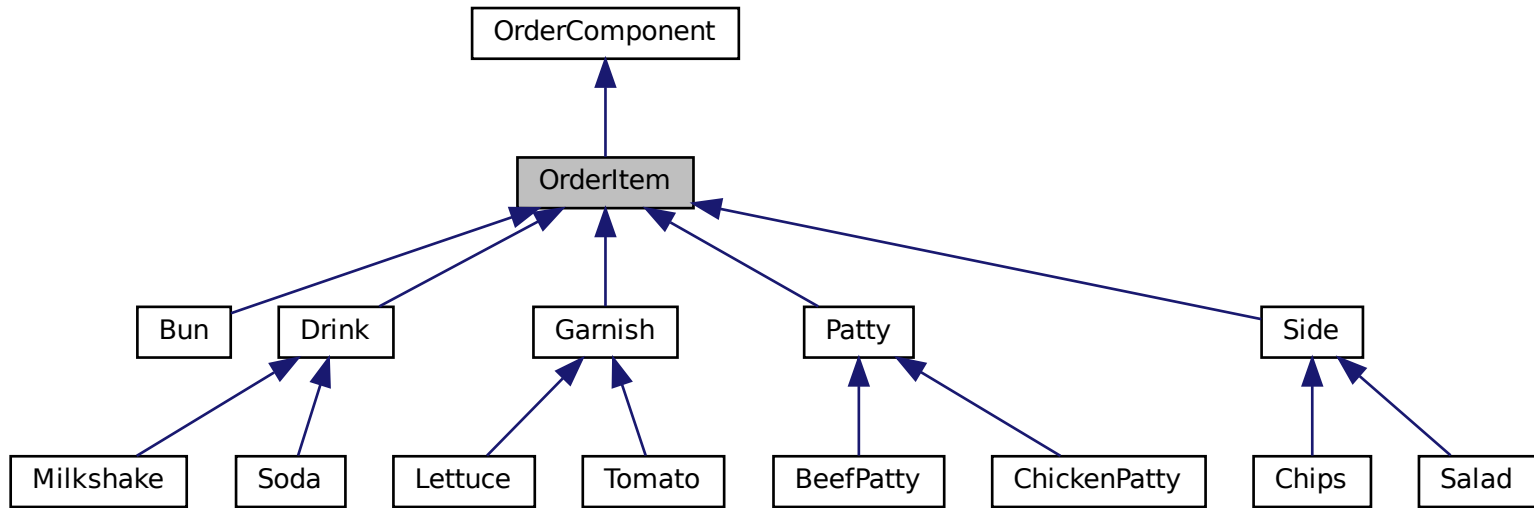 OrderComponent
OrderItem
Bun
Drink
Garnish
Patty
Side
Milkshake
Soda
Lettuce
Tomato
BeefPatty
ChickenPatty
Chips
Salad